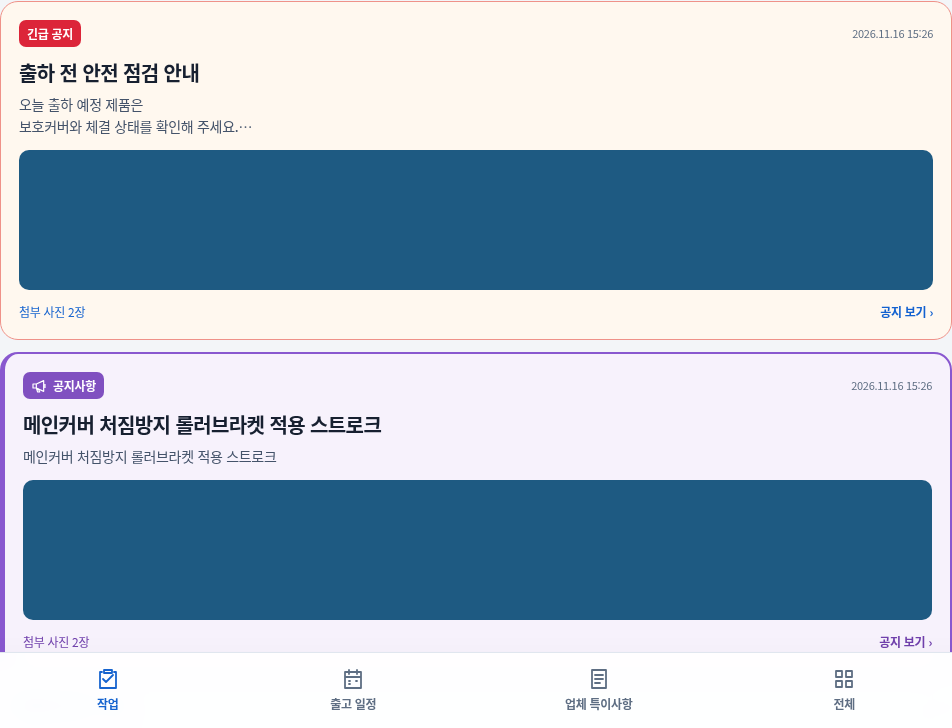 긴급 공지
2026.11.16 15:26
출하 전 안전 점검 안내
오늘 출하 예정 제품은
보호커버와 체결 상태를 확인해 주세요.…
첨부 사진 2장
공지 보기 ›
공지사항
2026.11.16 15:26
메인커버 처짐방지 롤러브라켓 적용 스트로크
메인커버 처짐방지 롤러브라켓 적용 스트로크
첨부 사진 2장
공지 보기 ›
작업
출고 일정
업체 특이사항
전체